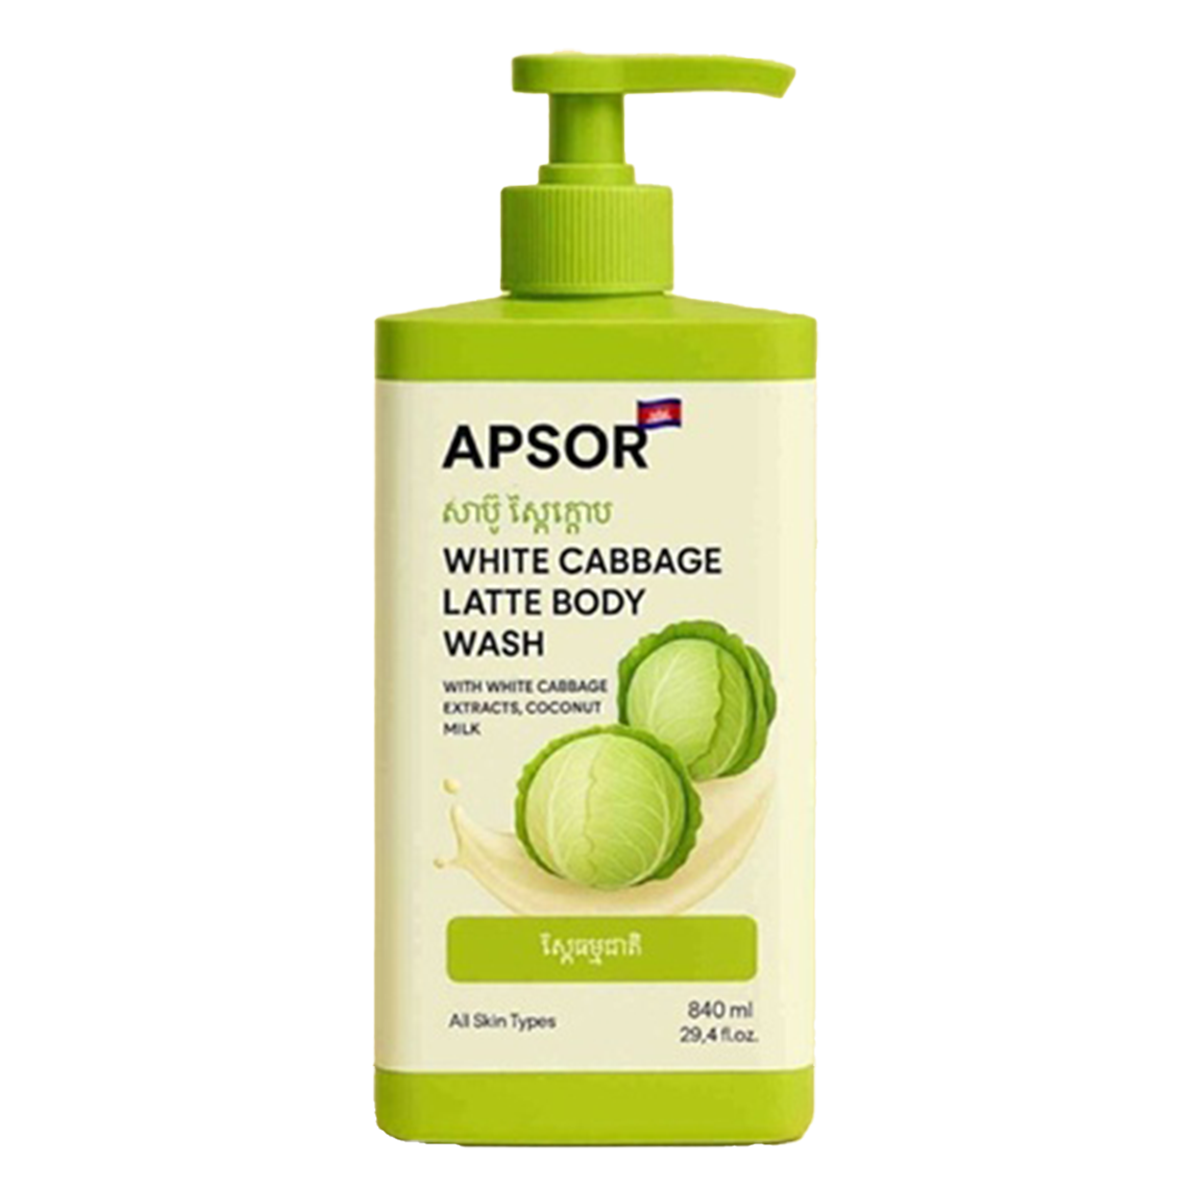 APSOR
សាប៊ូ ស្ពៃក្តោប
WHITE CABBAGE
LATTE BODY
WASH
WITH WHITE CABBAGE
EXTRACTS, COCONUT
MILK
ស្ពៃធម្មជាតិ
All Skin Types
840 ml
29,4 fl.oz.